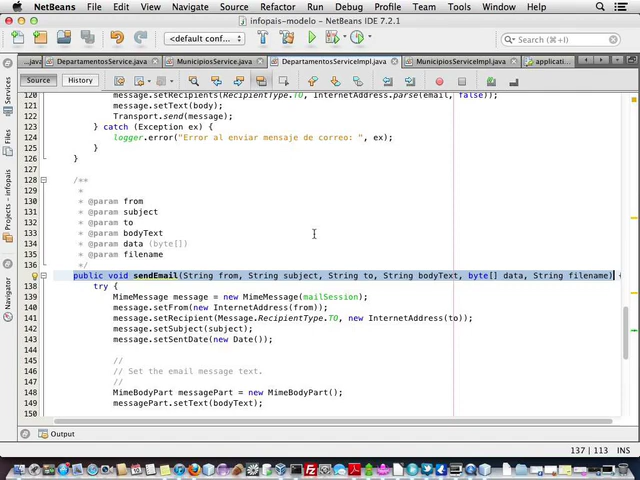 NetBeans File Edit View Navigate Source Refactor Run Debug Profile Team Tools Window Help
infopais-modelo - NetBeans IDE 7.2.1
<default conf...
Search (⌘+I)
...java DepartamentosService.java MunicipiosService.java DepartamentosServiceImpl.java MunicipiosServiceImpl.java applicati...
Source History
Services
Files
Projects - infopais
Navigator
120 message.setRecipients(RecipientType.TO, InternetAddress.parse(email, false));
121 message.setText(body);
122 Transport.send(message);
123 } catch (Exception ex) {
124 logger.error("Error al enviar mensaje de correo: ", ex);
125 }
126 }
127
128 /**
129 *
130 * @param from
131 * @param subject
132 * @param to
133 * @param bodyText
134 * @param data (byte[])
135 * @param filename
136 */
public void sendEmail(String from, String subject, String to, String bodyText, byte[] data, String filename) {
138 try {
139 MimeMessage message = new MimeMessage(mailSession);
140 message.setFrom(new InternetAddress(from));
141 message.setRecipient(Message.RecipientType.TO, new InternetAddress(to));
142 message.setSubject(subject);
143 message.setSentDate(new Date());
144
145 //
146 // Set the email message text.
147 //
148 MimeBodyPart messagePart = new MimeBodyPart();
149 messagePart.setText(bodyText);
150
Output
137 | 113 INS